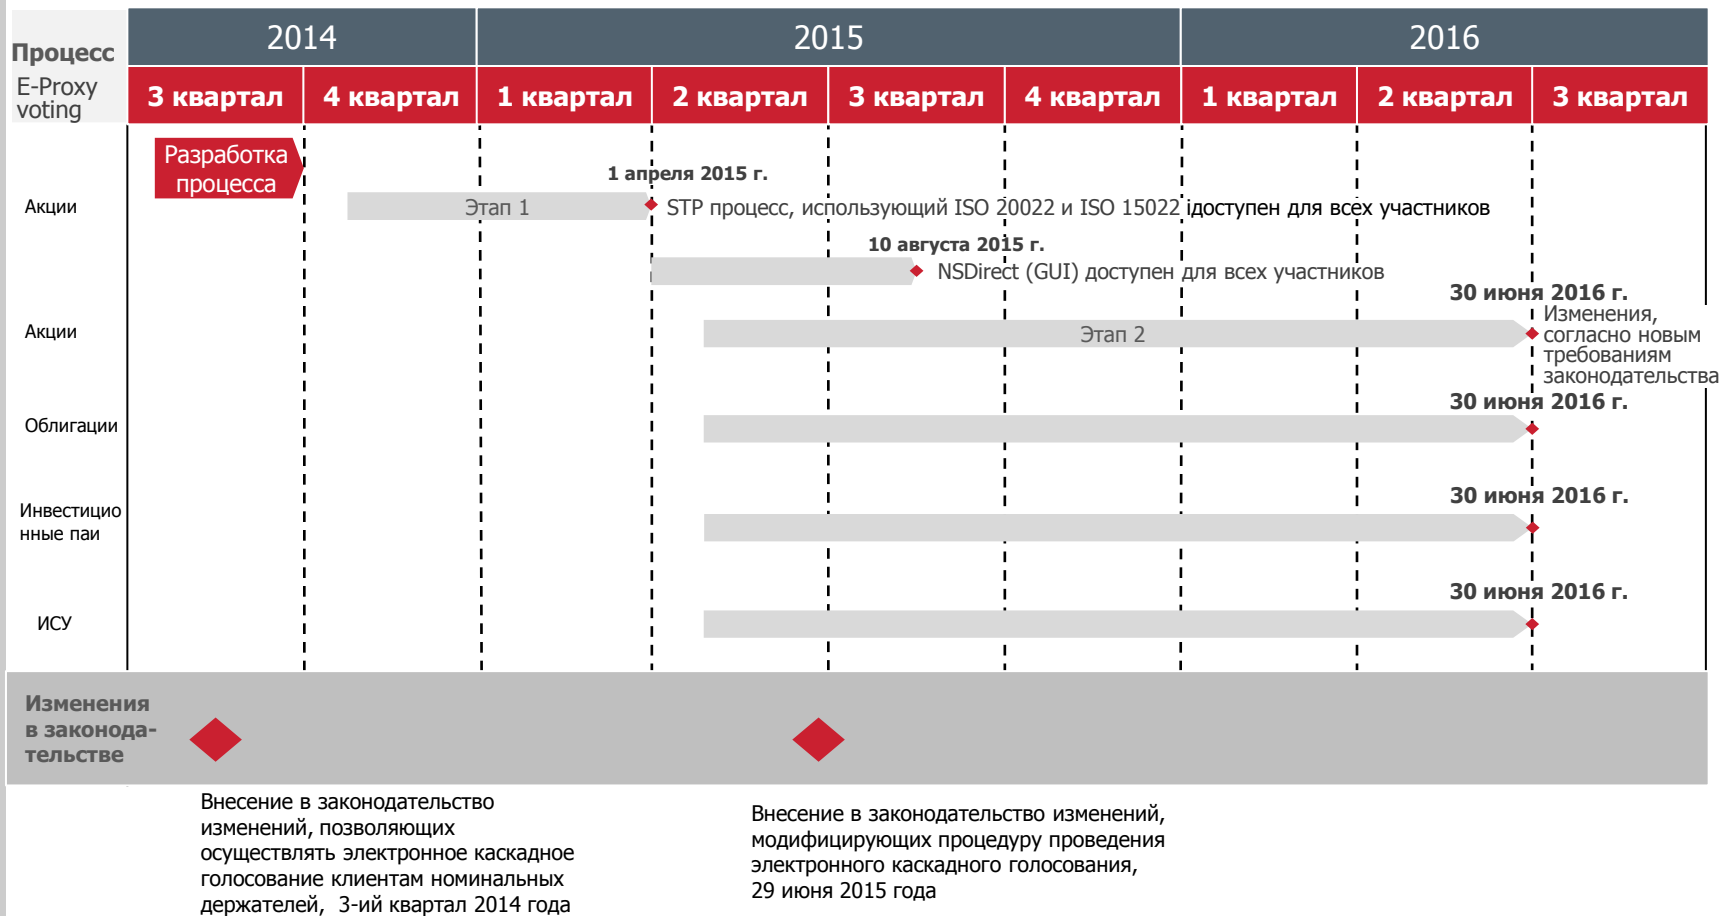 Процесс
E-Proxy
voting
2014
2015
2016
3 квартал
4 квартал
1 квартал
2 квартал
3 квартал
4 квартал
1 квартал
2 квартал
3 квартал
Разработка
процесса
1 апреля 2015 г.
Акции
Этап 1
STP процесс, использующий ISO 20022 и ISO 15022 iдоступен для всех участников
10 августа 2015 г.
NSDirect (GUI) доступен для всех участников
30 июня 2016 г.
Акции
Этап 2
Изменения,
согласно новым
требованиям
законодательства
30 июня 2016 г.
Облигации
30 июня 2016 г.
Инвестицио
нные паи
30 июня 2016 г.
ИСУ
Изменения
в законода-
тельстве
Внесение в законодательство
изменений, позволяющих
осуществлять электронное каскадное
голосование клиентам номинальных
держателей, 3-ий квартал 2014 года
Внесение в законодательство изменений,
модифицирующих процедуру проведения
электронного каскадного голосования,
29 июня 2015 года